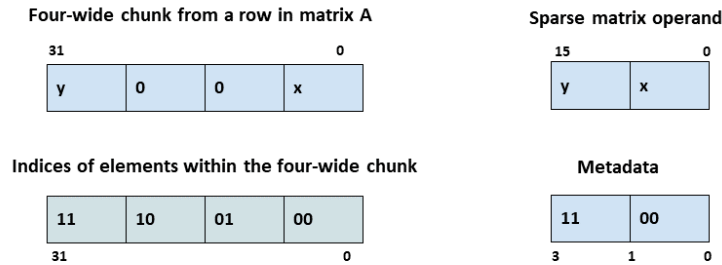 Four-wide chunk from a row in matrix A
31 0
y 0 0 x
Sparse matrix operand
15 0
y x
Indices of elements within the four-wide chunk
11 10 01 00
31 0
Metadata
11 00
3 1 0